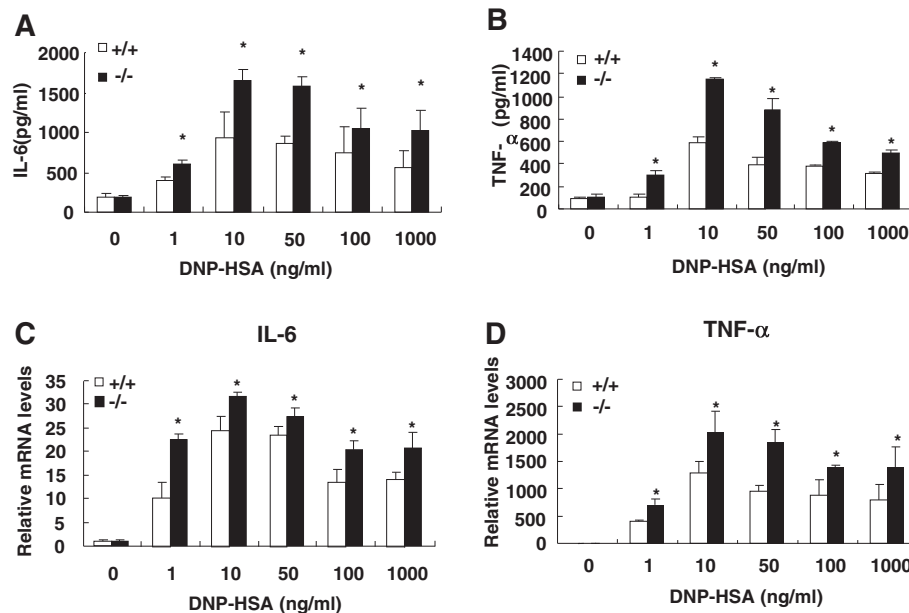 A
+/+
-/-
IL-6(pg/ml)
2000
1500
1000
500
0
* * * * *
0 1 10 50 100 1000
DNP-HSA (ng/ml)
B
+/+
-/-
TNF-α (pg/ml)
1600
1400
1200
1000
800
600
400
200
0
* * * * *
0 1 10 50 100 1000
DNP-HSA (ng/ml)
C
IL-6
+/+
-/-
Relative mRNA levels
35
30
25
20
15
10
5
0
* * * * *
0 1 10 50 100 1000
DNP-HSA (ng/ml)
D
TNF-α
+/+
-/-
Relative mRNA levels
3000
2500
2000
1500
1000
500
0
* * * * *
0 1 10 50 100 1000
DNP-HSA (ng/ml)